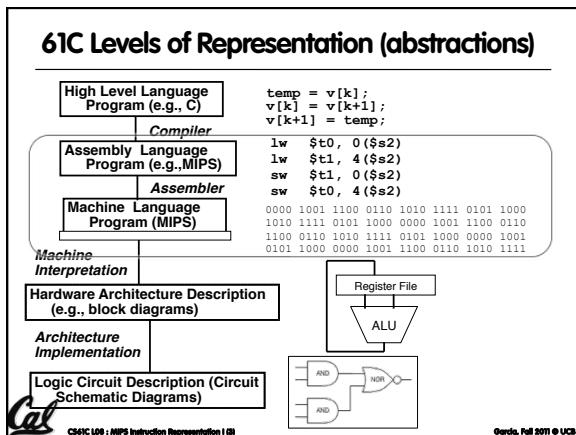 61C Levels of Representation (abstractions)
High Level Language
Program (e.g., C)
temp = v[k];
v[k] = v[k+1];
v[k+1] = temp;
Compiler
Assembly Language
Program (e.g.,MIPS)
lw $t0, 0($s2)
lw $t1, 4($s2)
sw $t1, 0($s2)
sw $t0, 4($s2)
Assembler
Machine Language
Program (MIPS)
0000 1001 1100 0110 1010 1111 0101 1000
1010 1111 0101 1000 0000 1001 1100 0110
1100 0110 1010 1111 0101 1000 0000 1001
0101 1000 0000 1001 1100 0110 1010 1111
Machine
Interpretation
Hardware Architecture Description
(e.g., block diagrams)
Register File
ALU
Architecture
Implementation
Logic Circuit Description (Circuit
Schematic Diagrams)
AND
NOR
AND
Cal
CS61C L08 : MIPS Instruction Representation I (3)
Garcia, Fall 2011 © UCB